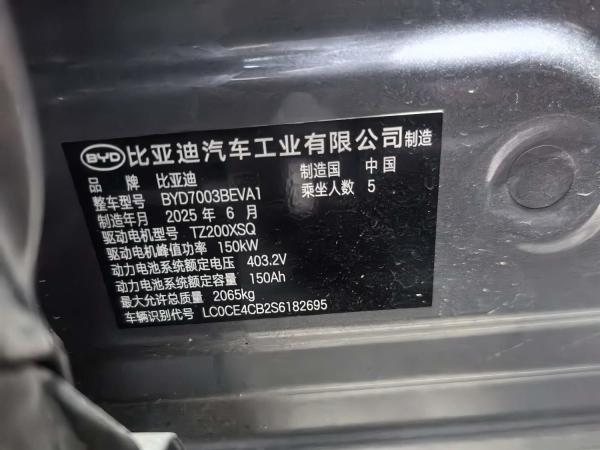 BYD 比亚迪汽车工业有限公司制造
品 牌 比亚迪 制造国 中国
整车型号 BYD7003BEVA1 乘坐人数 5
制造年月 2025 年 6 月
驱动电机型号 TZ200XSQ
驱动电机峰值功率 150kW
动力电池系统额定电压 403.2V
动力电池系统额定容量 150Ah
最大允许总质量 2065kg
车辆识别代号 LC0CE4CB2S6182695